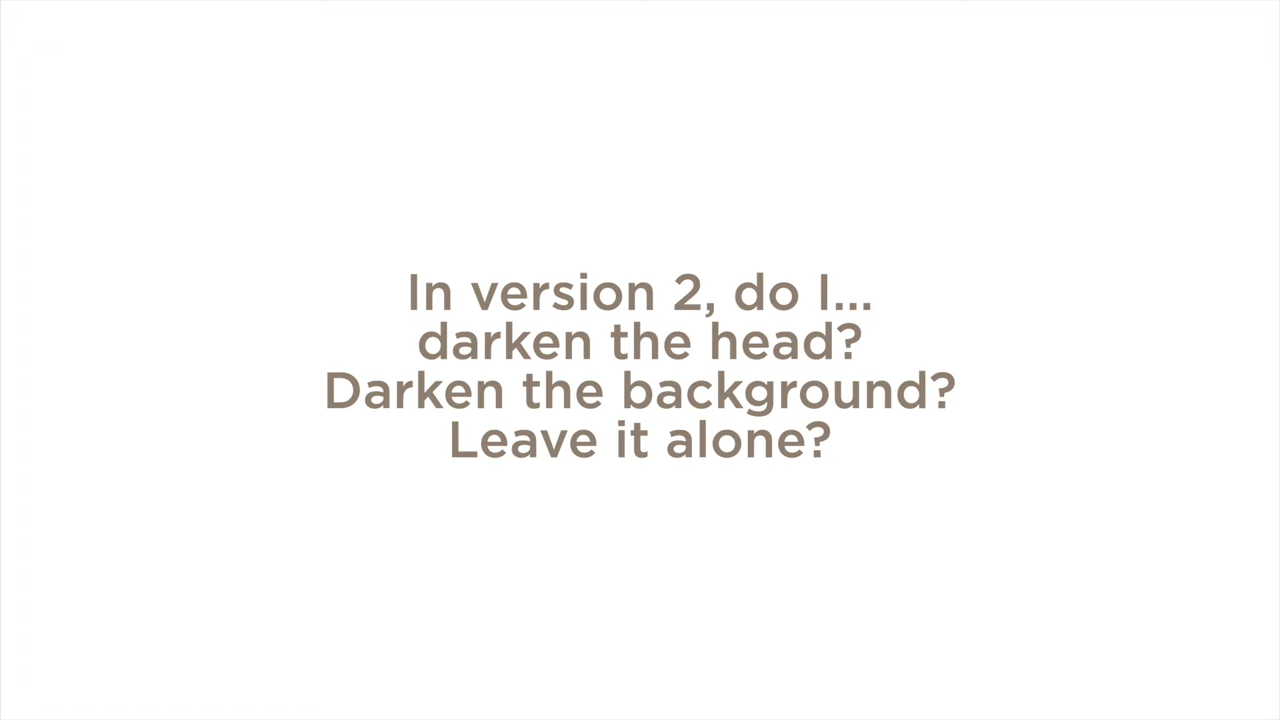 In version 2, do I...
darken the head?
Darken the background?
Leave it alone?